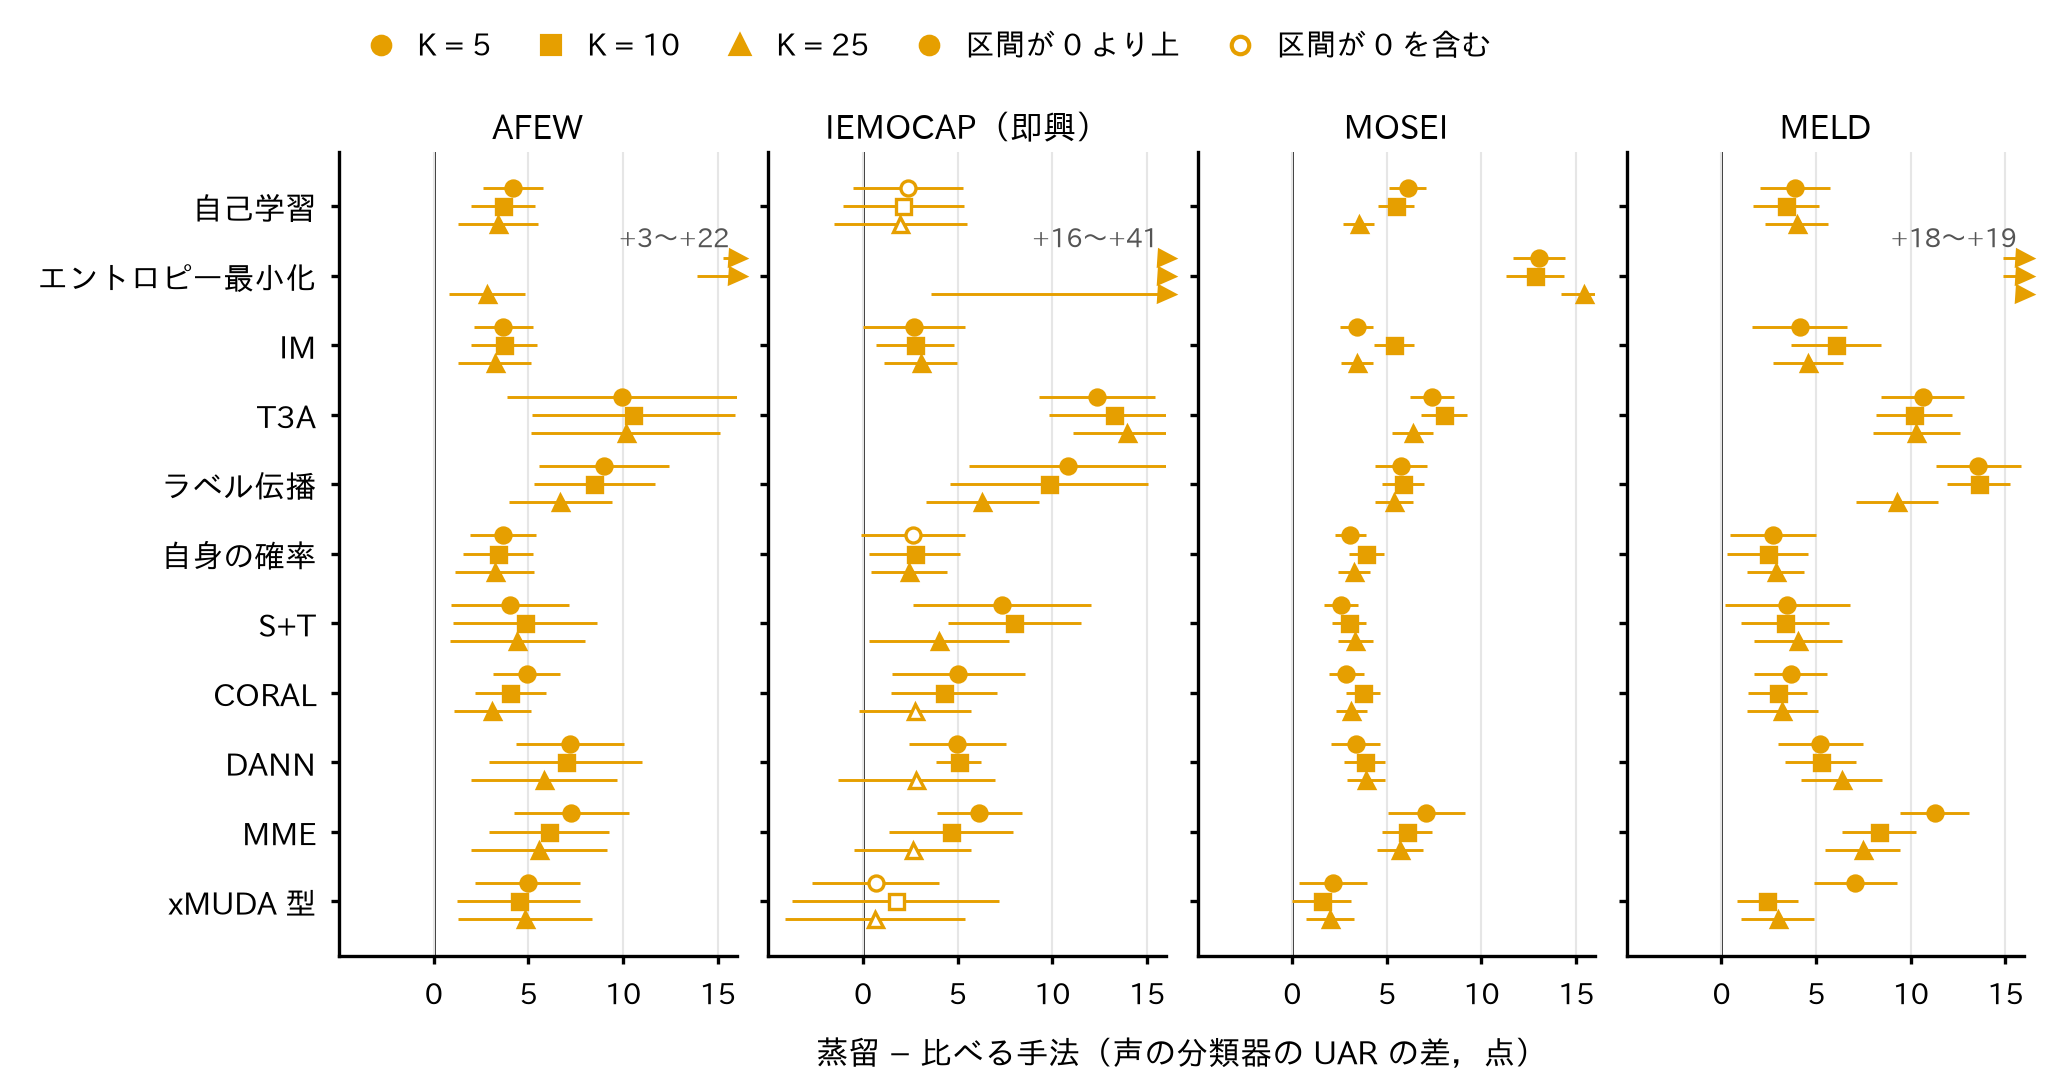 K = 5 K = 10 K = 25 区間が 0 より上 区間が 0 を含む
AFEW IEMOCAP（即興） MOSEI MELD
自己学習
+3～+22 +16～+41 +18～+19
エントロピー最小化
IM
T3A
ラベル伝播
自身の確率
S+T
CORAL
DANN
MME
xMUDA 型
0 5 10 15 0 5 10 15 0 5 10 15 0 5 10 15
蒸留 − 比べる手法（声の分類器の UAR の差，点）